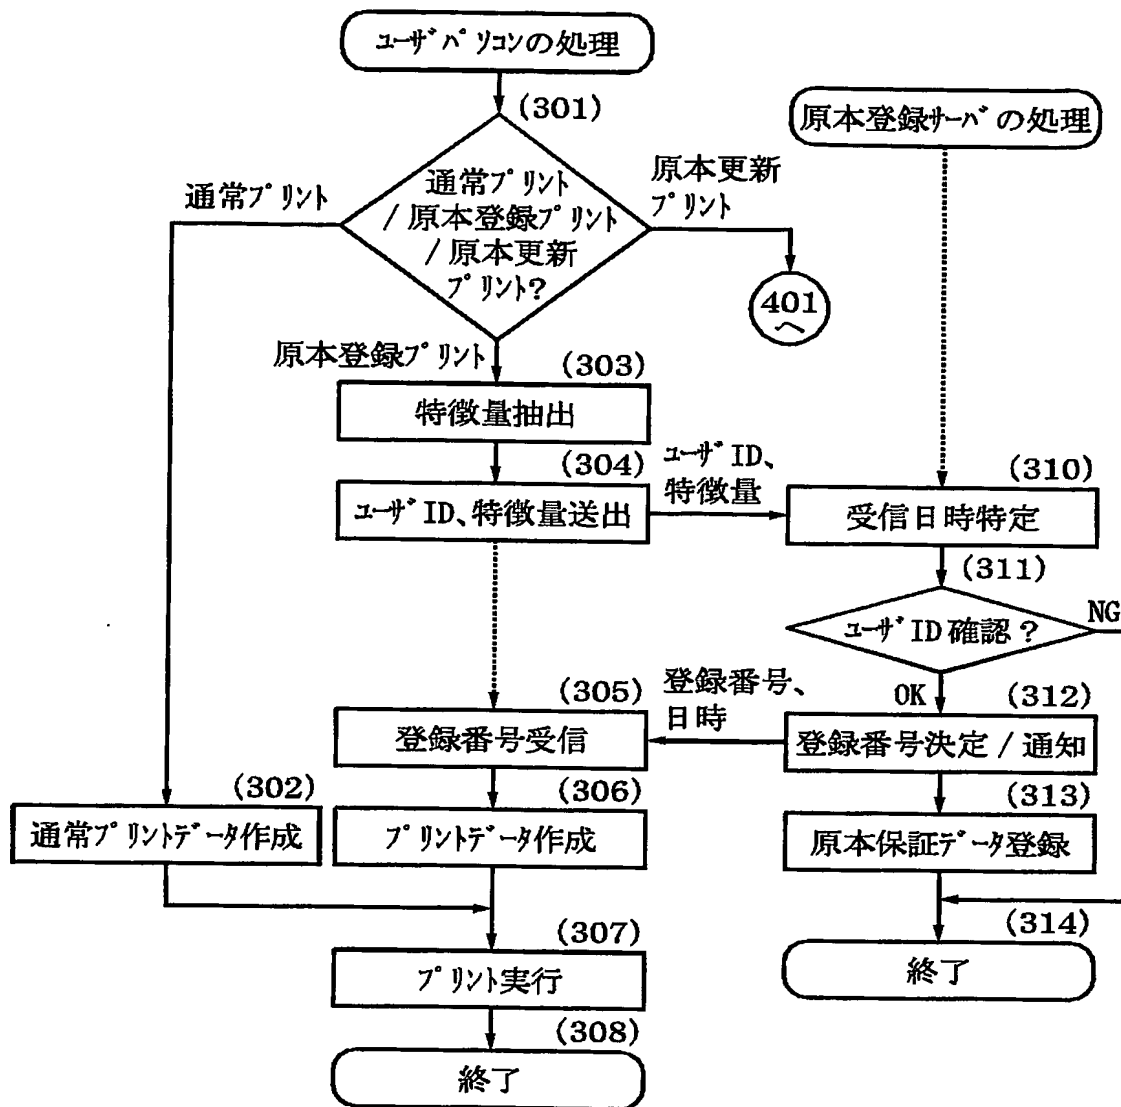 ユーザパソコンの処理
(301)
原本登録サーバの処理
通常プリント
通常プリント
/原本登録プリント
/原本更新
プリント?
原本更新
プリント
401
へ
原本登録プリント
(303)
特徴量抽出
(304)
ユーザID、特徴量送出
ユーザID、
特徴量
(310)
受信日時特定
(311)
ユーザID確認?
NG
OK
(312)
登録番号決定/通知
登録番号、
日時
(305)
登録番号受信
(302)
通常プリントデータ作成
(306)
プリントデータ作成
(313)
原本保証データ登録
(307)
プリント実行
(314)
終了
(308)
終了